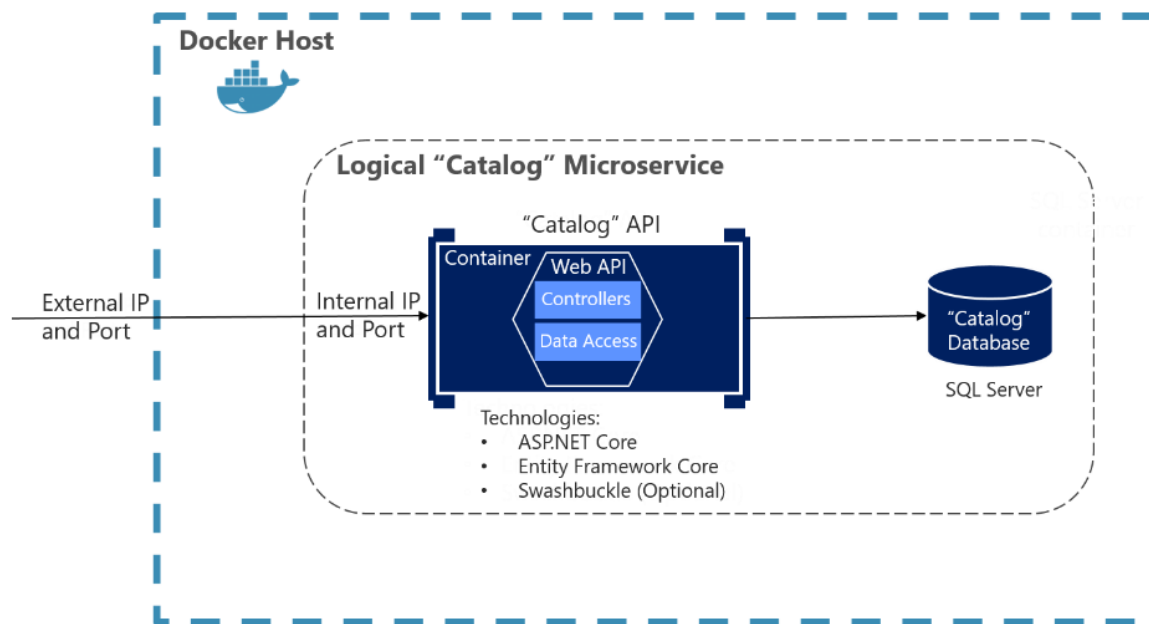 Docker Host
Logical “Catalog” Microservice
“Catalog” API
Container
Web API
Controllers
Data Access
External IP
and Port
Internal IP
and Port
“Catalog”
Database
SQL Server
Technologies:
• ASP.NET Core
• Entity Framework Core
• Swashbuckle (Optional)